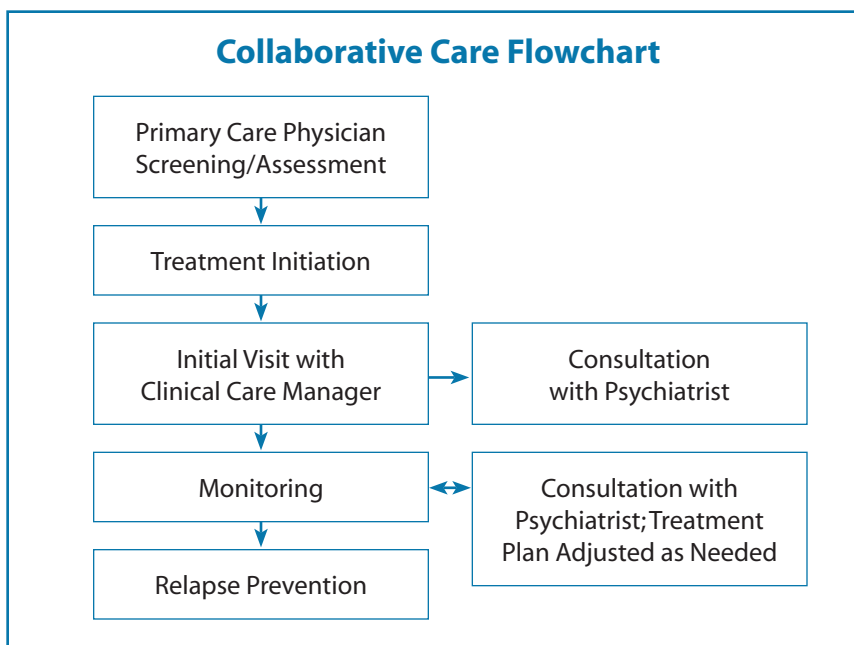 Collaborative Care Flowchart
Primary Care Physician
Screening/Assessment
Treatment Initiation
Initial Visit with
Clinical Care Manager
Consultation
with Psychiatrist
Monitoring
Consultation with
Psychiatrist; Treatment
Plan Adjusted as Needed
Relapse Prevention